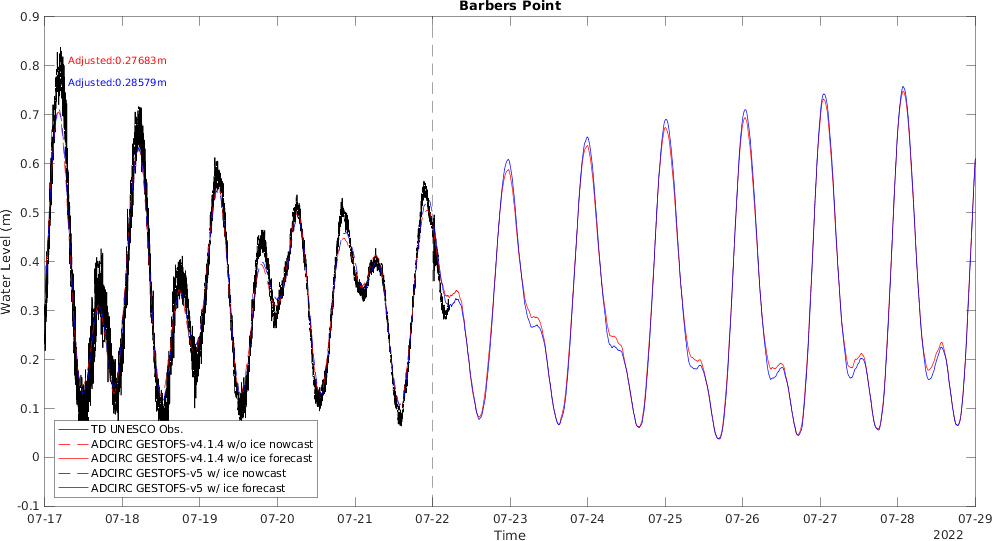 Barbers Point
0.9
0.8
0.7
0.6
0.5
0.4
0.3
0.2
0.1
0
-0.1
Water Level (m)
Adjusted:0.27683m
Adjusted:0.28579m
TD UNESCO Obs.
ADCIRC GESTOFS-v4.1.4 w/o ice nowcast
ADCIRC GESTOFS-v4.1.4 w/o ice forecast
ADCIRC GESTOFS-v5 w/ ice nowcast
ADCIRC GESTOFS-v5 w/ ice forecast
07-17 07-18 07-19 07-20 07-21 07-22 07-23 07-24 07-25 07-26 07-27 07-28 07-29
Time
2022